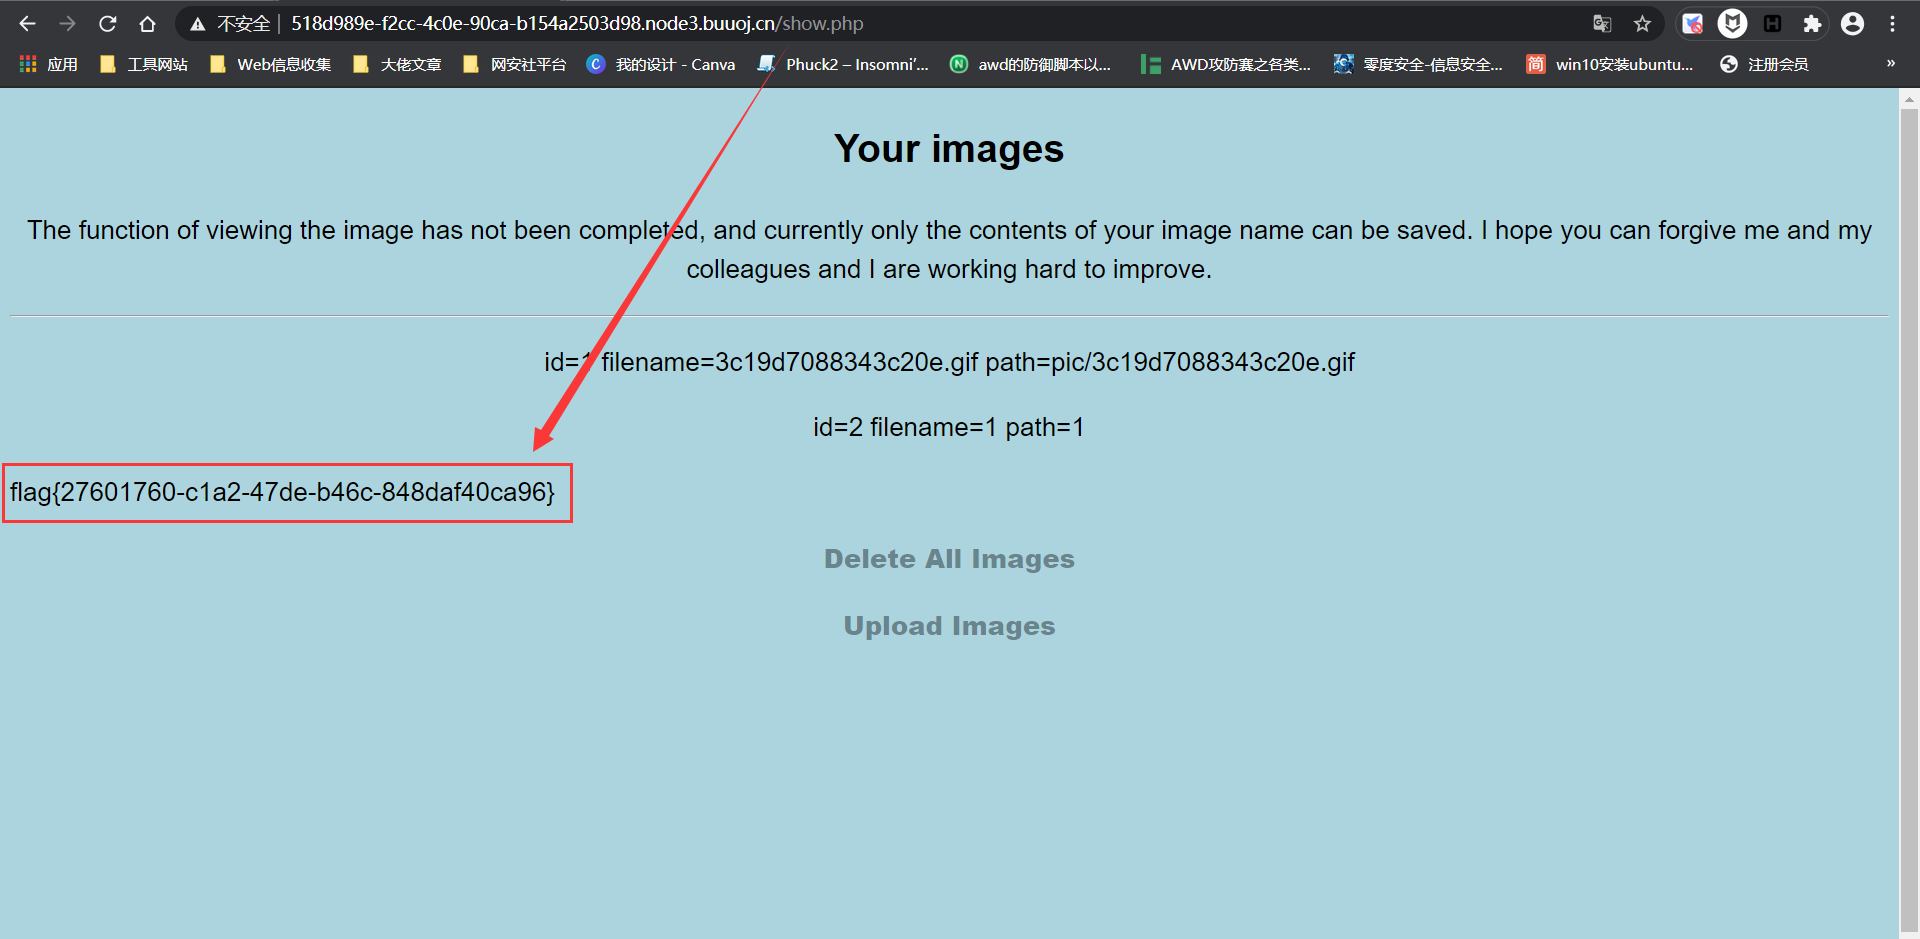 不安全 518d989e-f2cc-4c0e-90ca-b154a2503d98.node3.buuoj.cn/show.php
应用 工具网站 Web信息收集 大佬文章 网安社平台 我的设计 - Canva Phuck2 – Insomni'... awd的防御脚本以... AWD攻防赛之各类... 零度安全-信息安全... win10安装ubuntu... 注册会员 »
Your images
The function of viewing the image has not been completed, and currently only the contents of your image name can be saved. I hope you can forgive me and my
colleagues and I are working hard to improve.
id=1 filename=3c19d7088343c20e.gif path=pic/3c19d7088343c20e.gif
id=2 filename=1 path=1
flag{27601760-c1a2-47de-b46c-848daf40ca96}
Delete All Images
Upload Images